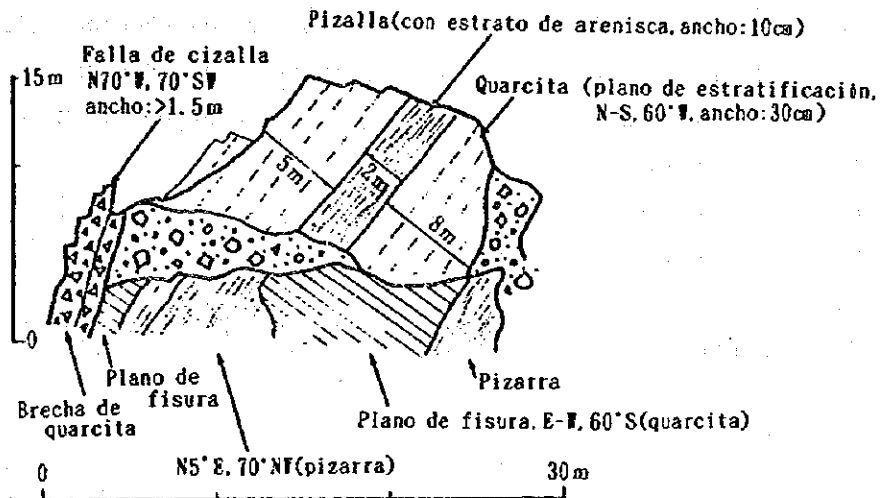 Pizalla(con estrato de arenisca, ancho:10cm)
Falla de cizalla
N70°W, 70°SW
ancho:>1.5m
15m
Quarcita (plano de estratificación,
N-S, 60°W, ancho:30cm)
5m
2m
8m
0
Plano de
fisura
Pizarra
Brecha de
quarcita
Plano de fisura, E-W, 60°S(quarcita)
N5°E, 70°NW(pizarra)
0
30m